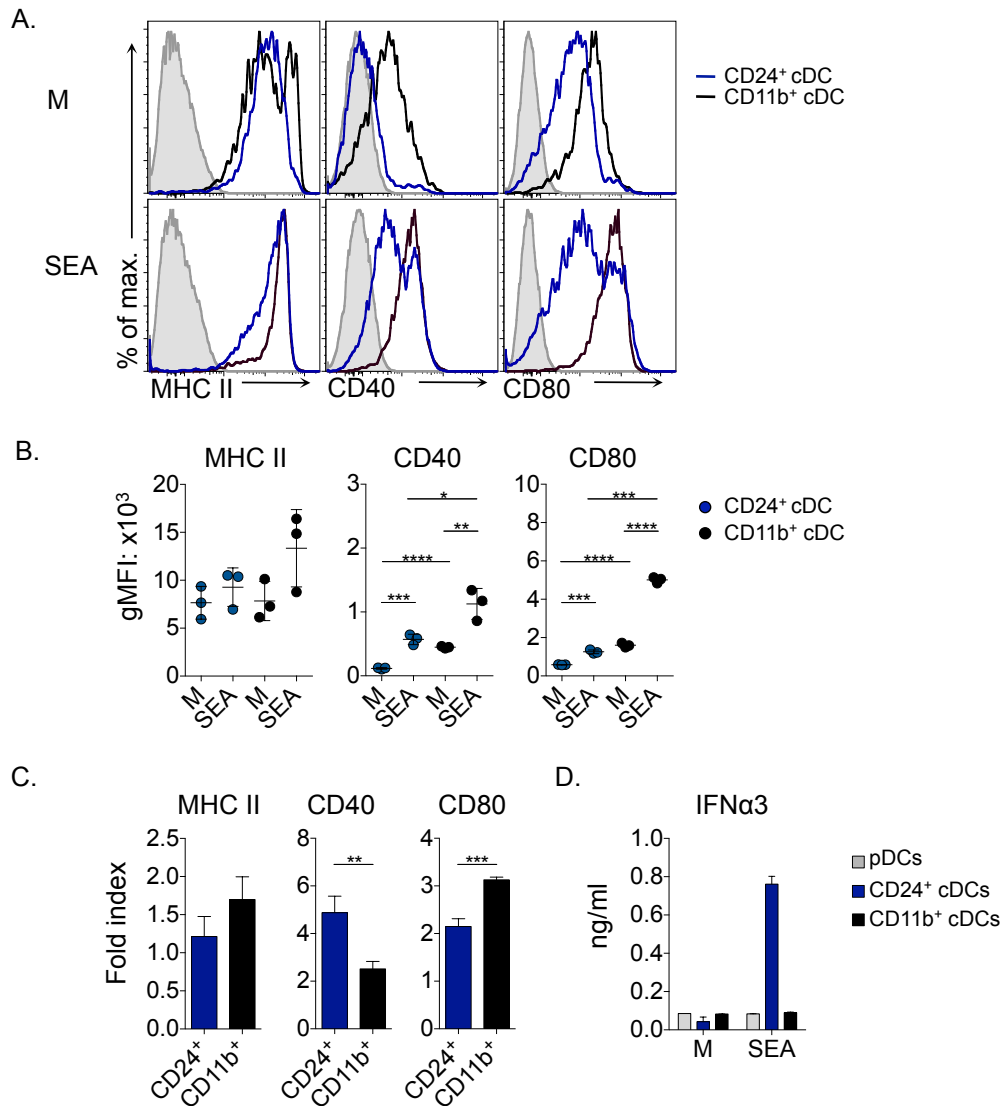 A.
M
SEA
% of max.
MHC II
CD40
CD80
CD24⁺ cDC
CD11b⁺ cDC
B.
MHC II
CD40
CD80
gMFI: x10³
20
15
10
5
0
M
SEA
M
SEA
3
2
1
0
*
**
****
***
M
SEA
M
SEA
10
8
6
4
2
0
***
****
****
***
M
SEA
M
SEA
CD24⁺ cDC
CD11b⁺ cDC
C.
MHC II
CD40
CD80
Fold index
2.5
2.0
1.5
1.0
0.5
0.0
CD24⁺
CD11b⁺
8
6
4
2
0
**
CD24⁺
CD11b⁺
4
3
2
1
0
***
CD24⁺
CD11b⁺
D.
IFNα3
ng/ml
1.0
0.8
0.6
0.4
0.2
0.0
M
SEA
pDCs
CD24⁺ cDCs
CD11b⁺ cDCs